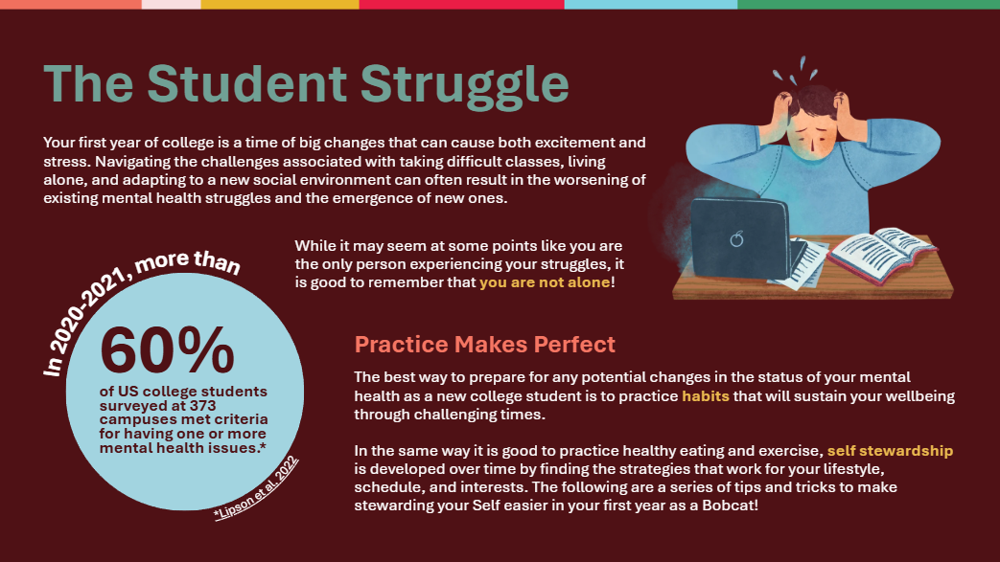 The Student Struggle
Your first year of college is a time of big changes that can cause both excitement and
stress. Navigating the challenges associated with taking difficult classes, living
alone, and adapting to a new social environment can often result in the worsening of
existing mental health struggles and the emergence of new ones.
While it may seem at some points like you are
the only person experiencing your struggles, it
is good to remember that you are not alone!
In 2020-2021, more than
60%
of US college students
surveyed at 373
campuses met criteria
for having one or more
mental health issues.*
*Lipson et al. 2022
Practice Makes Perfect
The best way to prepare for any potential changes in the status of your mental
health as a new college student is to practice habits that will sustain your wellbeing
through challenging times.
In the same way it is good to practice healthy eating and exercise, self stewardship
is developed over time by finding the strategies that work for your lifestyle,
schedule, and interests. The following are a series of tips and tricks to make
stewarding your Self easier in your first year as a Bobcat!